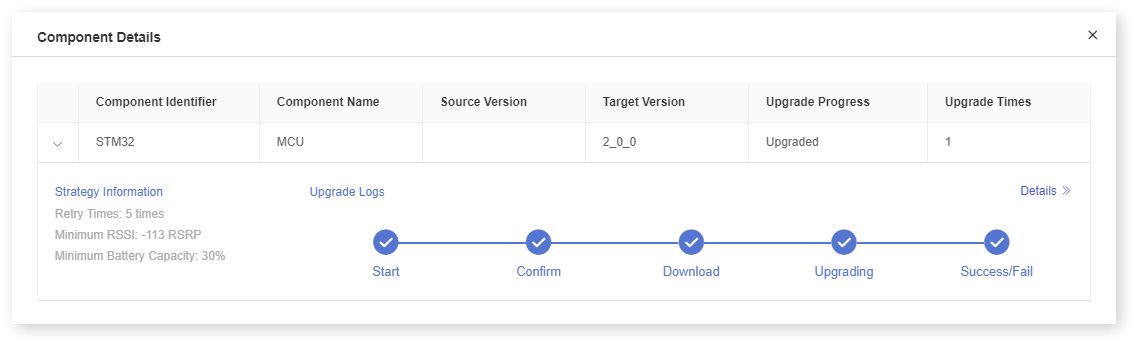 Component Details
Component Identifier Component Name Source Version Target Version Upgrade Progress Upgrade Times
STM32 MCU 2_0_0 Upgraded 1
Strategy Information
Retry Times: 5 times
Minimum RSSI: -113 RSRP
Minimum Battery Capacity: 30%
Upgrade Logs
Details
Start Confirm Download Upgrading Success/Fail